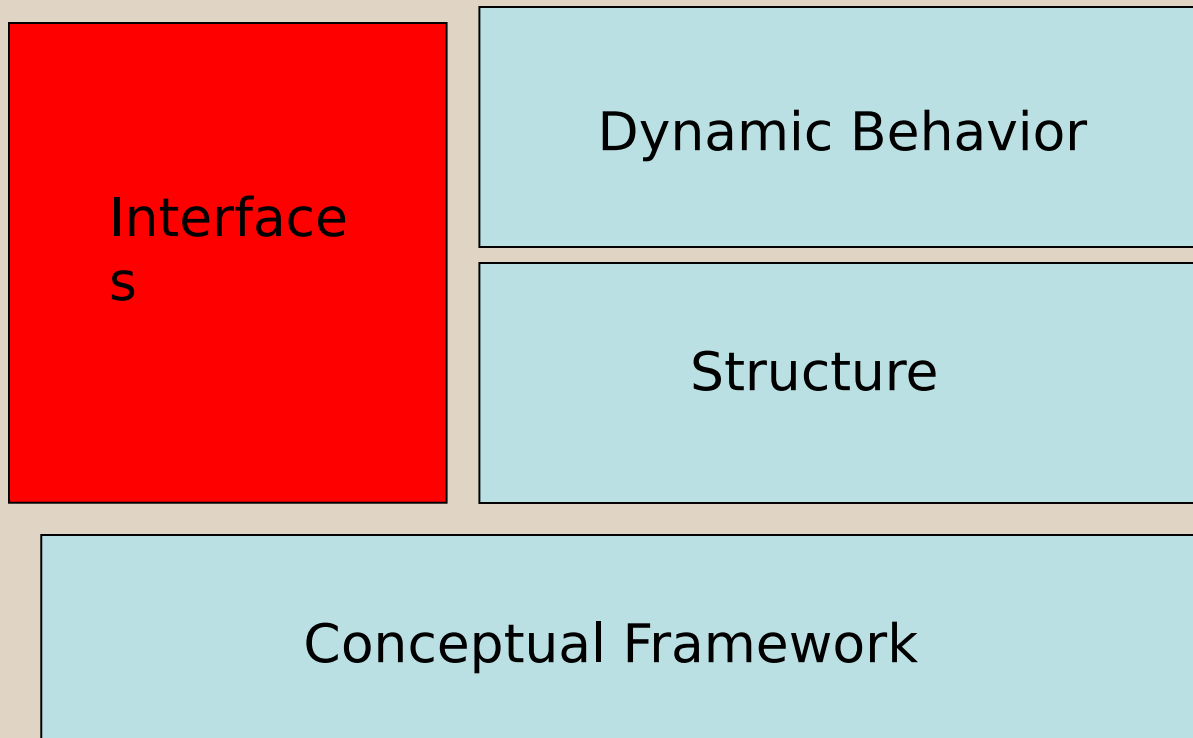 Dynamic Behavior
Interface
s
Structure
Conceptual Framework